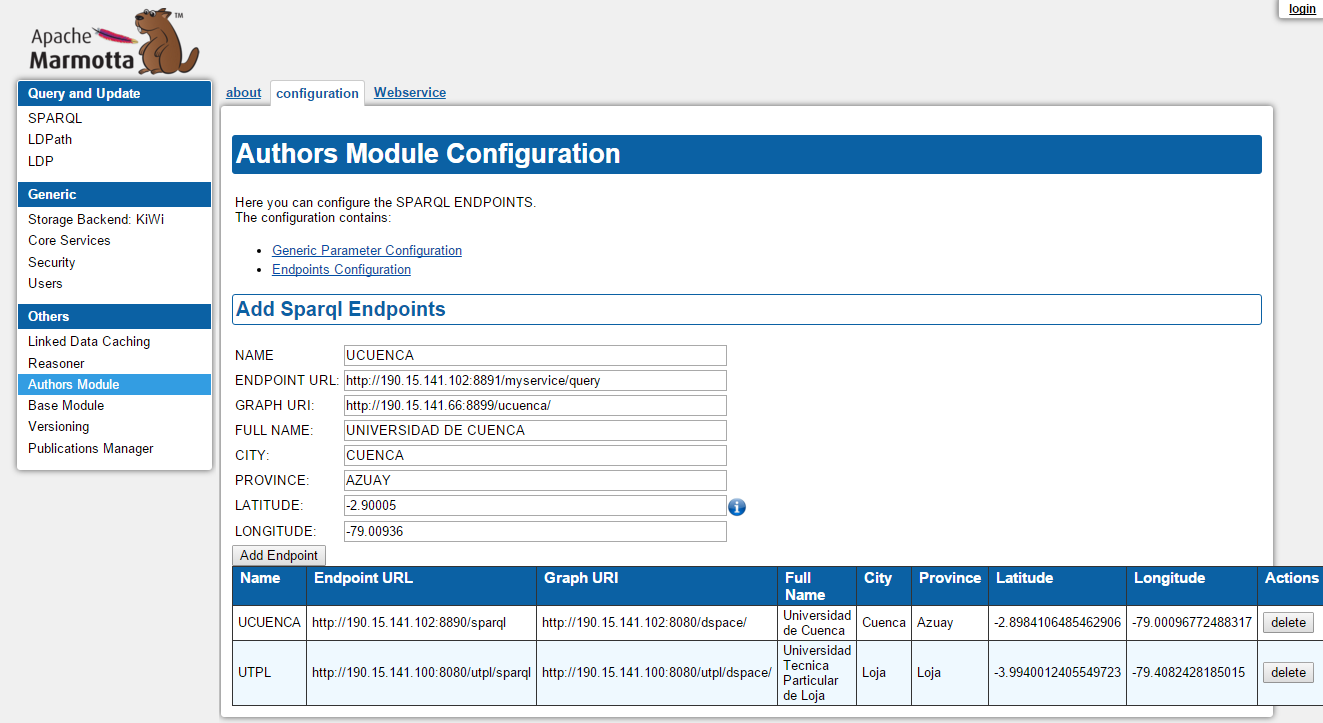 login
Apache
Marmotta
TM
Query and Update
SPARQL
LDPath
LDP
Generic
Storage Backend: KiWi
Core Services
Security
Users
Others
Linked Data Caching
Reasoner
Authors Module
Base Module
Versioning
Publications Manager
about configuration Webservice
Authors Module Configuration
Here you can configure the SPARQL ENDPOINTS.
The configuration contains:
• Generic Parameter Configuration
• Endpoints Configuration
Add Sparql Endpoints
NAME UCUENCA
ENDPOINT URL: http://190.15.141.102:8891/myservice/query
GRAPH URI: http://190.15.141.66:8899/ucuenca/
FULL NAME: UNIVERSIDAD DE CUENCA
CITY: CUENCA
PROVINCE: AZUAY
LATITUDE: -2.90005
LONGITUDE: -79.00936
Add Endpoint
Name Endpoint URL Graph URI Full Name City Province Latitude Longitude Actions
UCUENCA http://190.15.141.102:8890/sparql http://190.15.141.102:8080/dspace/ Universidad de Cuenca Cuenca Azuay -2.8984106485462906 -79.00096772488317 delete
UTPL http://190.15.141.100:8080/utpl/sparql http://190.15.141.100:8080/utpl/dspace/ Universidad Tecnica Particular de Loja Loja Loja -3.9940012405549723 -79.4082428185015 delete